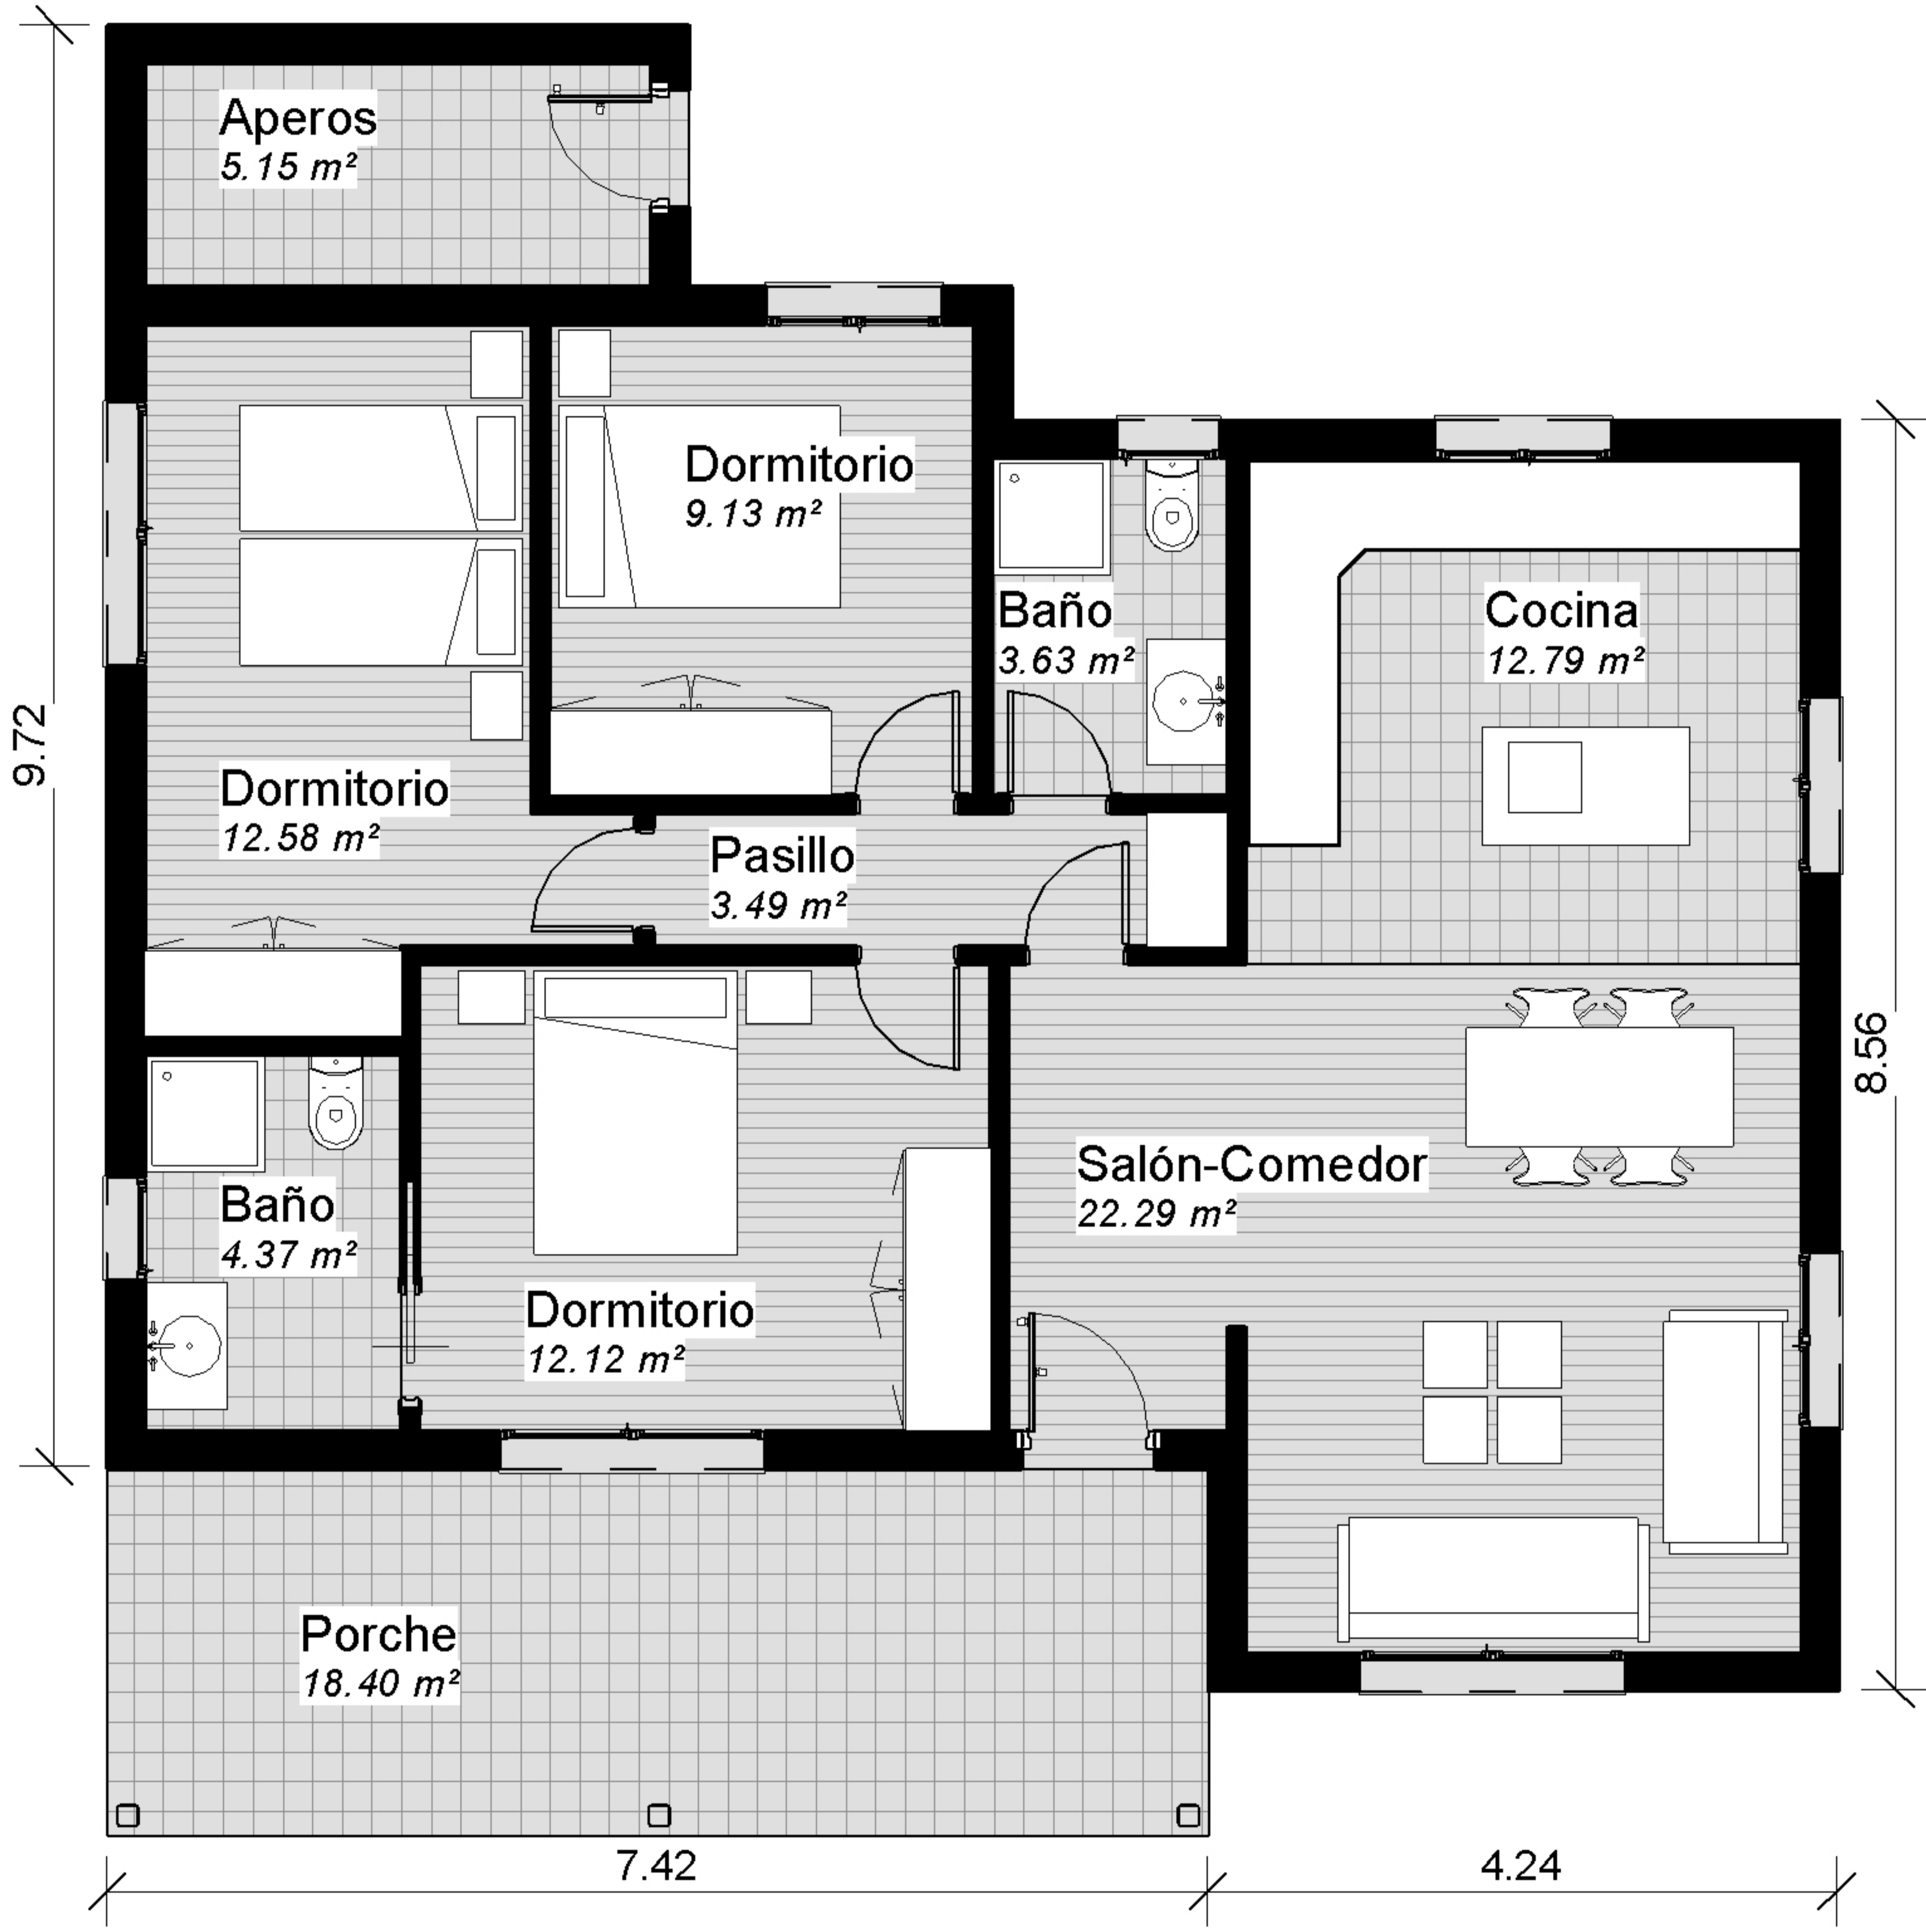 Aperos
5.15 m²
Dormitorio
9.13 m²
Baño
3.63 m²
Cocina
12.79 m²
9.72
Dormitorio
12.58 m²
Pasillo
3.49 m²
8.56
Salón-Comedor
22.29 m²
Baño
4.37 m²
Dormitorio
12.12 m²
Porche
18.40 m²
7.42
4.24